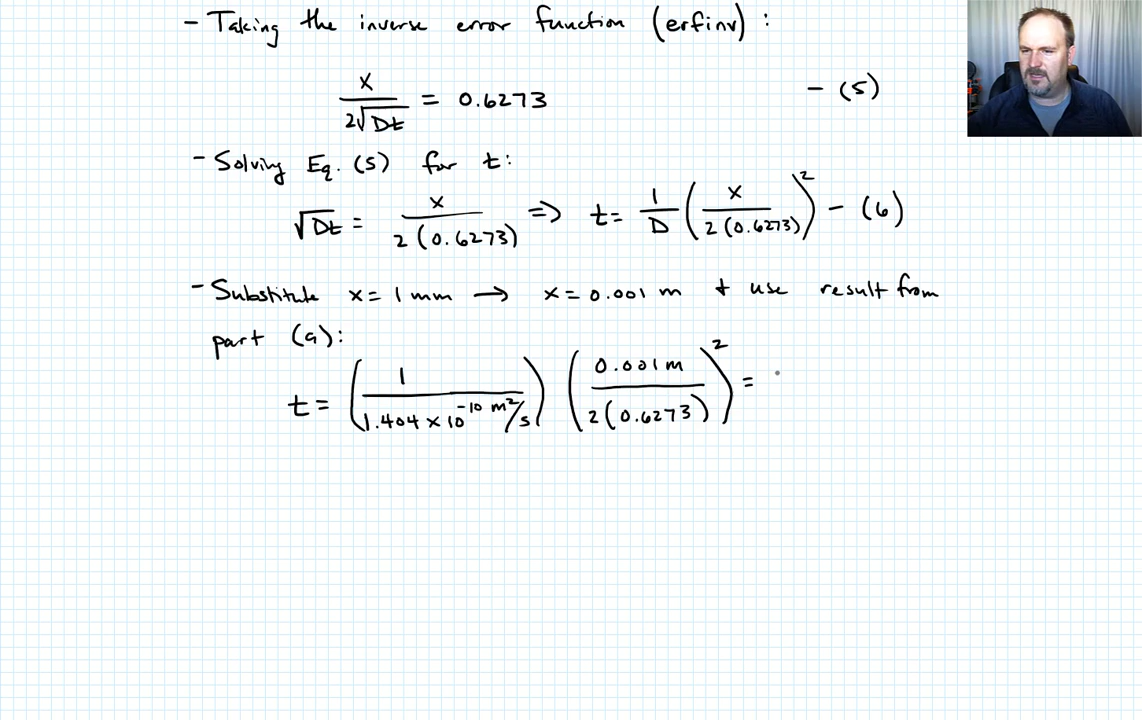 - Taking the inverse error function (erfinv) :
x / 2√Dt = 0.6273 - (5)
- Solving Eq. (5) for t:
√Dt = x / 2(0.6273) => t = 1/D (x / 2(0.6273))² - (6)
- Substitute x = 1 mm → x = 0.001 m + use result from
part (a):
t = (1 / 1.404 × 10⁻¹⁰ m²/s) (0.001 m / 2(0.6273))² =